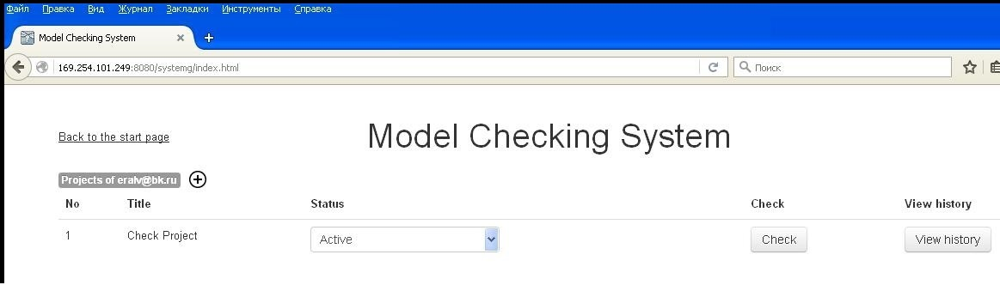 Файл Правка Вид Журнал Закладки Инструменты Справка
Model Checking System
169.254.101.249:8080/systemg/index.html Поиск
Back to the start page
Model Checking System
Projects of eralv@bk.ru
No Title Status Check View history
1 Check Project Active Check View history